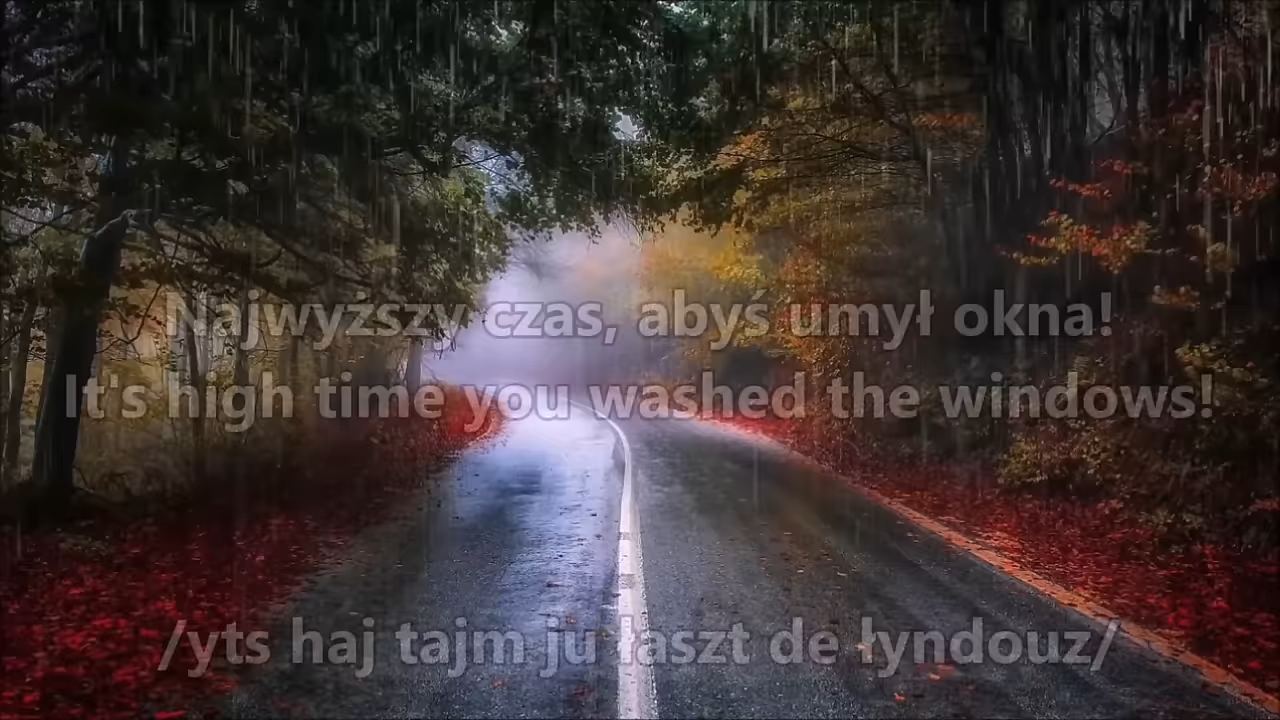 Najwyższy czas, abyś umył okna!
It's high time you washed the windows!
/yts haj tajm ju łaszt de łyndouz/